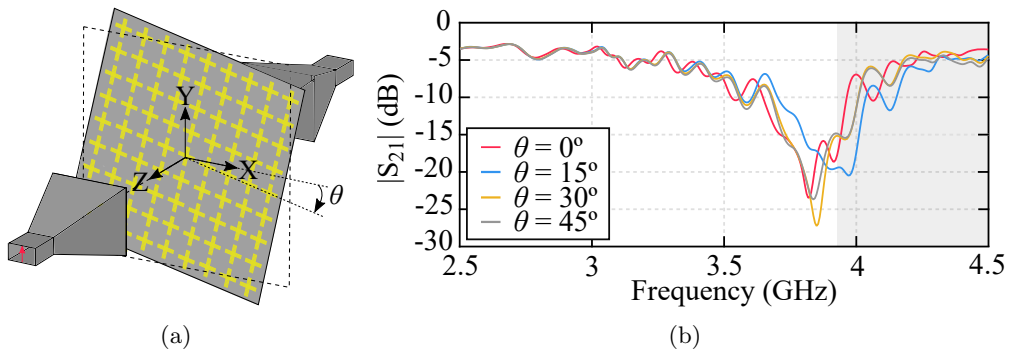 Y
X
Z
θ
(a)
|S21| (dB)
0
-5
-10
-15
-20
-25
-30
θ = 0º
θ = 15º
θ = 30º
θ = 45º
2.5
3
3.5
4
4.5
Frequency (GHz)
(b)